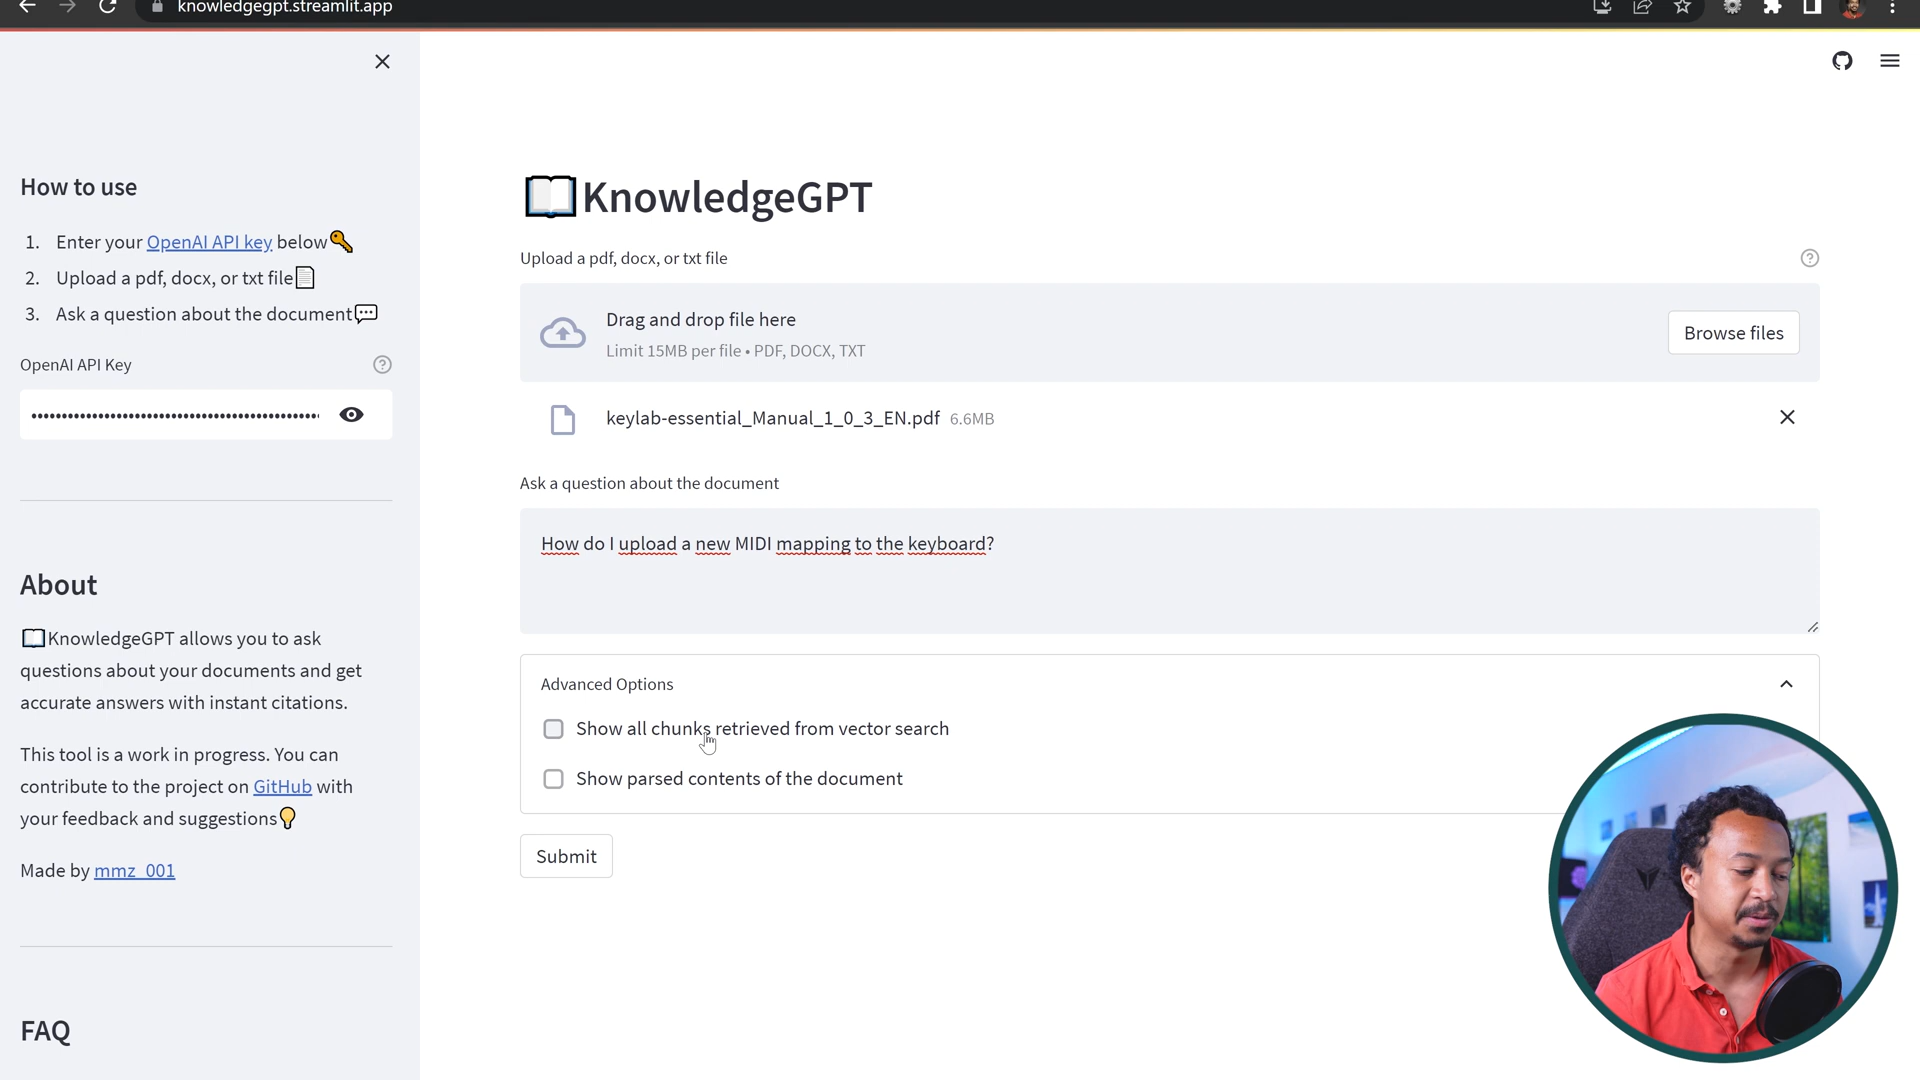 knowledgegpt.streamlit.app
How to use
1. Enter your OpenAI API key below🔑
2. Upload a pdf, docx, or txt file📄
3. Ask a question about the document💬
OpenAI API Key
••••••••••••••••••••••••••••••••••••••••••••••••
About
📖KnowledgeGPT allows you to ask
questions about your documents and get
accurate answers with instant citations.
This tool is a work in progress. You can
contribute to the project on GitHub with
your feedback and suggestions💡
Made by mmz_001
FAQ
📖KnowledgeGPT
Upload a pdf, docx, or txt file
Drag and drop file here
Limit 15MB per file • PDF, DOCX, TXT
Browse files
keylab-essential_Manual_1_0_3_EN.pdf 6.6MB
Ask a question about the document
How do I upload a new MIDI mapping to the keyboard?
Advanced Options
Show all chunks retrieved from vector search
Show parsed contents of the document
Submit